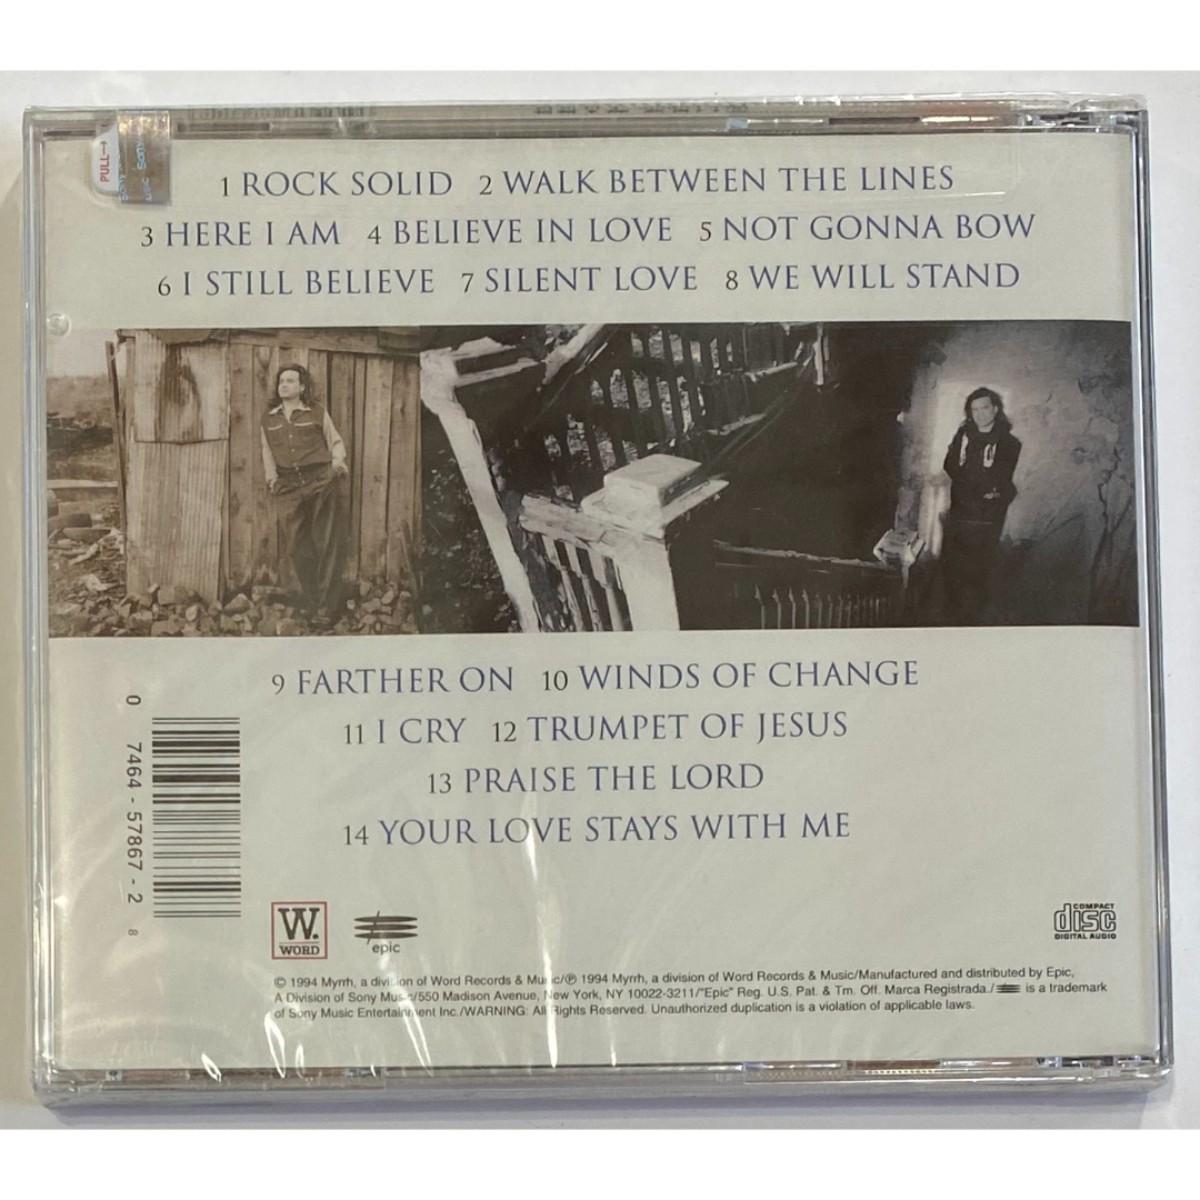 PULL→
1 ROCK SOLID 2 WALK BETWEEN THE LINES
3 HERE I AM 4 BELIEVE IN LOVE 5 NOT GONNA BOW
6 I STILL BELIEVE 7 SILENT LOVE 8 WE WILL STAND
9 FARTHER ON 10 WINDS OF CHANGE
11 I CRY 12 TRUMPET OF JESUS
13 PRAISE THE LORD
14 YOUR LOVE STAYS WITH ME
0 7464-57867-2 8
W.
WORD
epic
COMPACT
disc
DIGITAL AUDIO
© 1994 Myrrh, a division of Word Records & Music/℗ 1994 Myrrh, a division of Word Records & Music/Manufactured and distributed by Epic,
A Division of Sony Music/550 Madison Avenue, New York, NY 10022-3211/"Epic" Reg. U.S. Pat. & Tm. Off. Marca Registrada./ is a trademark
of Sony Music Entertainment Inc./WARNING: All Rights Reserved. Unauthorized duplication is a violation of applicable laws.